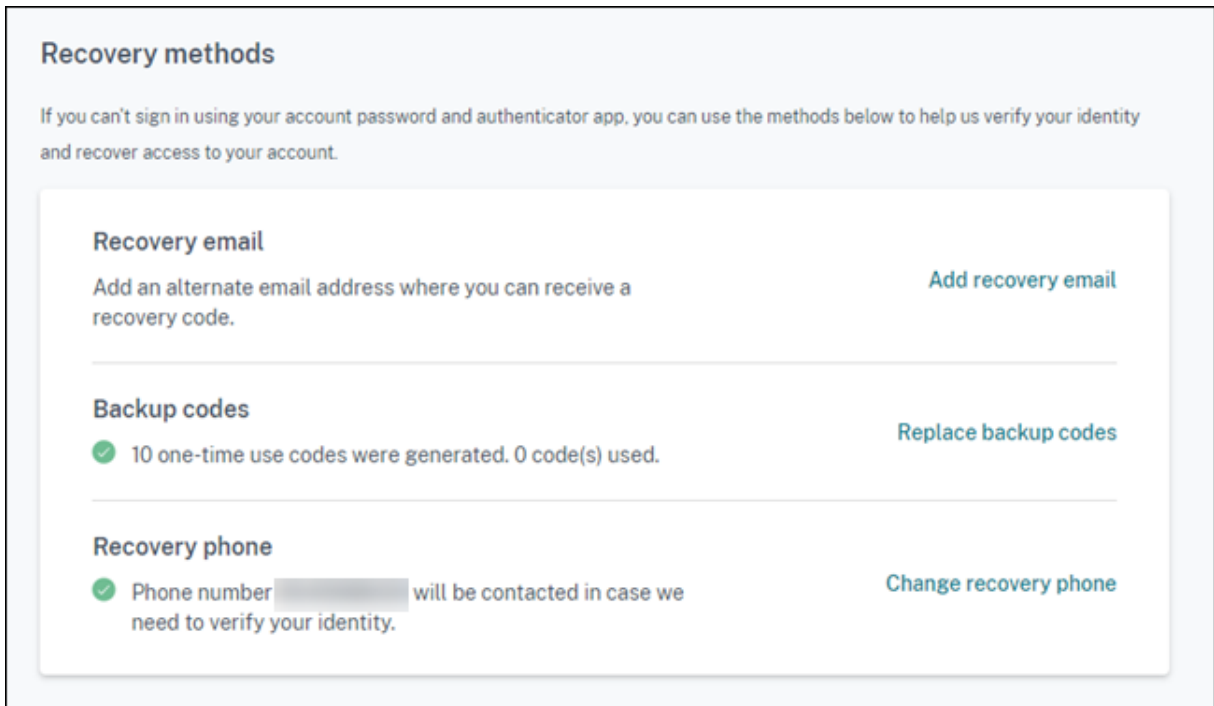 Recovery methods
If you can't sign in using your account password and authenticator app, you can use the methods below to help us verify your identity
and recover access to your account.
Recovery email
Add an alternate email address where you can receive a
recovery code.
Add recovery email
Backup codes
10 one-time use codes were generated. 0 code(s) used.
Replace backup codes
Recovery phone
Phone number will be contacted in case we
need to verify your identity.
Change recovery phone